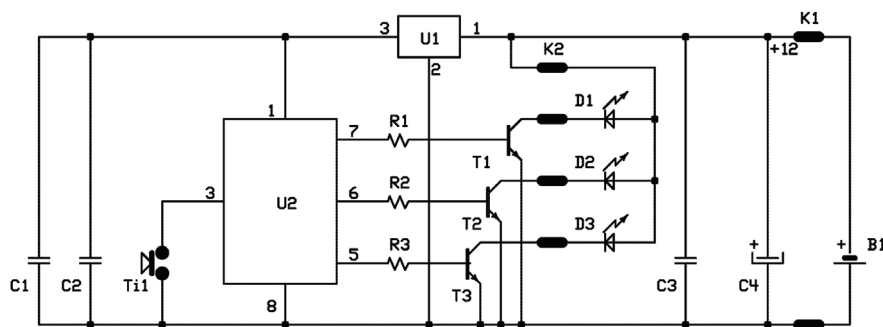 K1
3 U1 1
K2
+12
2
D1
1
7 R1
T1
D2
3 U2 6 R2
T2
D3
5 R3
+ + B1
C1 C2 Ti1 T3 C3 C4
8